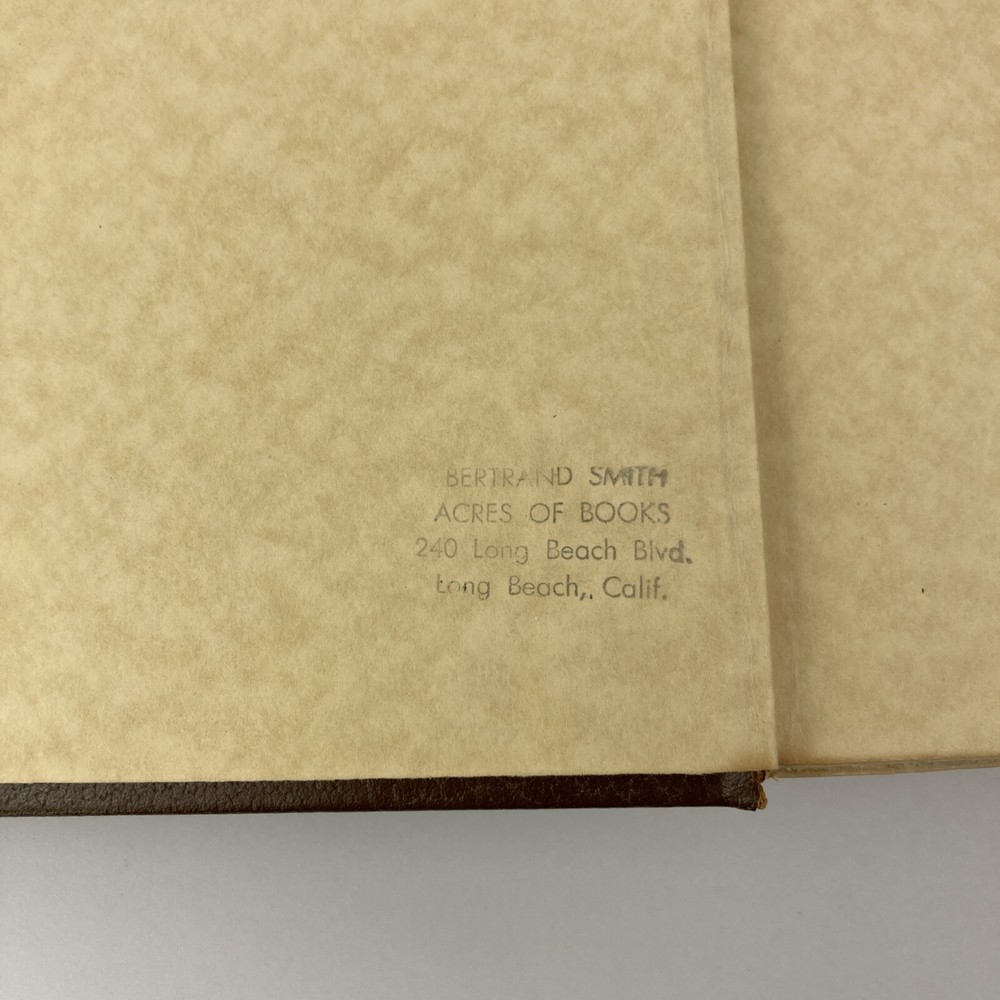 BERTRAND SMITH
ACRES OF BOOKS
240 Long Beach Blvd.
Long Beach,. Calif.